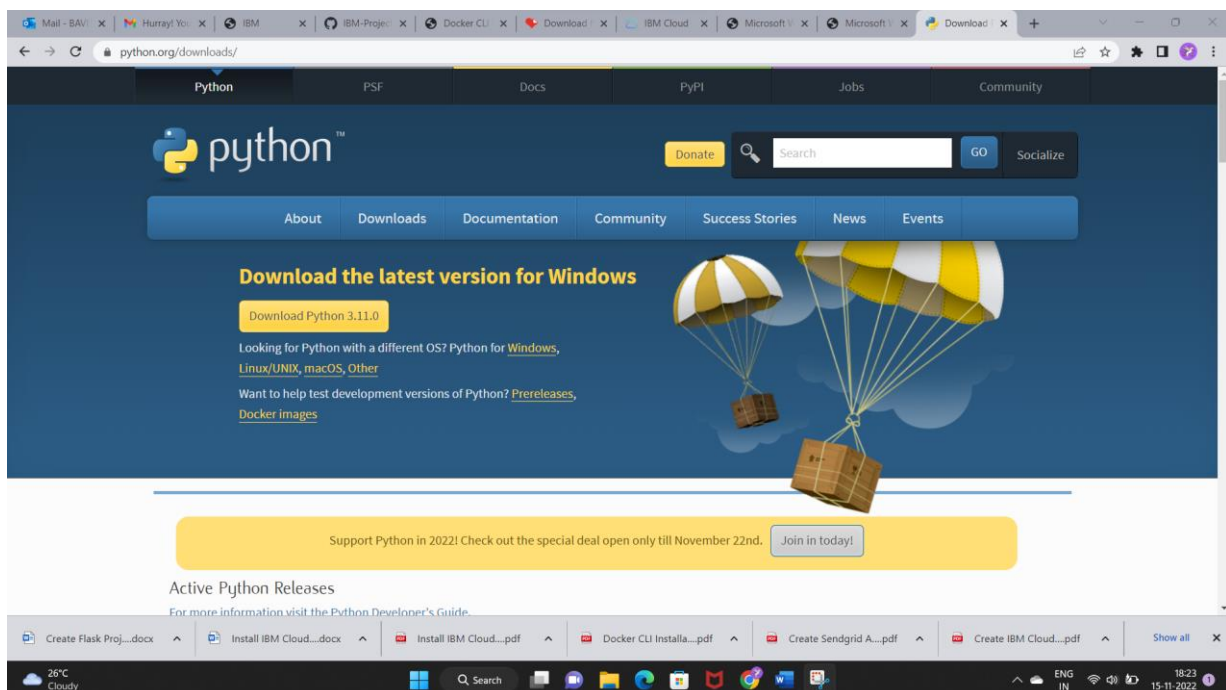 Mail - BAVI
Hurray! You
IBM
IBM-Projec
Docker CLI
Download
IBM Cloud
Microsoft
Microsoft
Download
python.org/downloads/
Python PSF Docs PyPI Jobs Community
python™
Donate Search GO Socialize
About Downloads Documentation Community Success Stories News Events
Download the latest version for Windows
Download Python 3.11.0
Looking for Python with a different OS? Python for Windows,
Linux/UNIX, macOS, Other
Want to help test development versions of Python? Prereleases,
Docker images
Support Python in 2022! Check out the special deal open only till November 22nd. Join in today!
Active Python Releases
For more information visit the Python Developer's Guide.
Create Flask Proj....docx Install IBM Cloud....docx Install IBM Cloud....pdf Docker CLI Installa....pdf Create Sendgrid A....pdf Create IBM Cloud....pdf Show all
26°C
Cloudy
Search
ENG
IN
18:23
15-11-2022
1